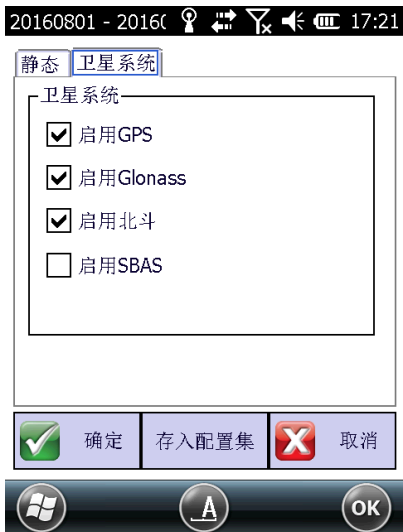 20160801 - 2016( 17:21
静态 卫星系统
卫星系统
启用GPS
启用Glonass
启用北斗
启用SBAS
确定 存入配置集 取消
A OK